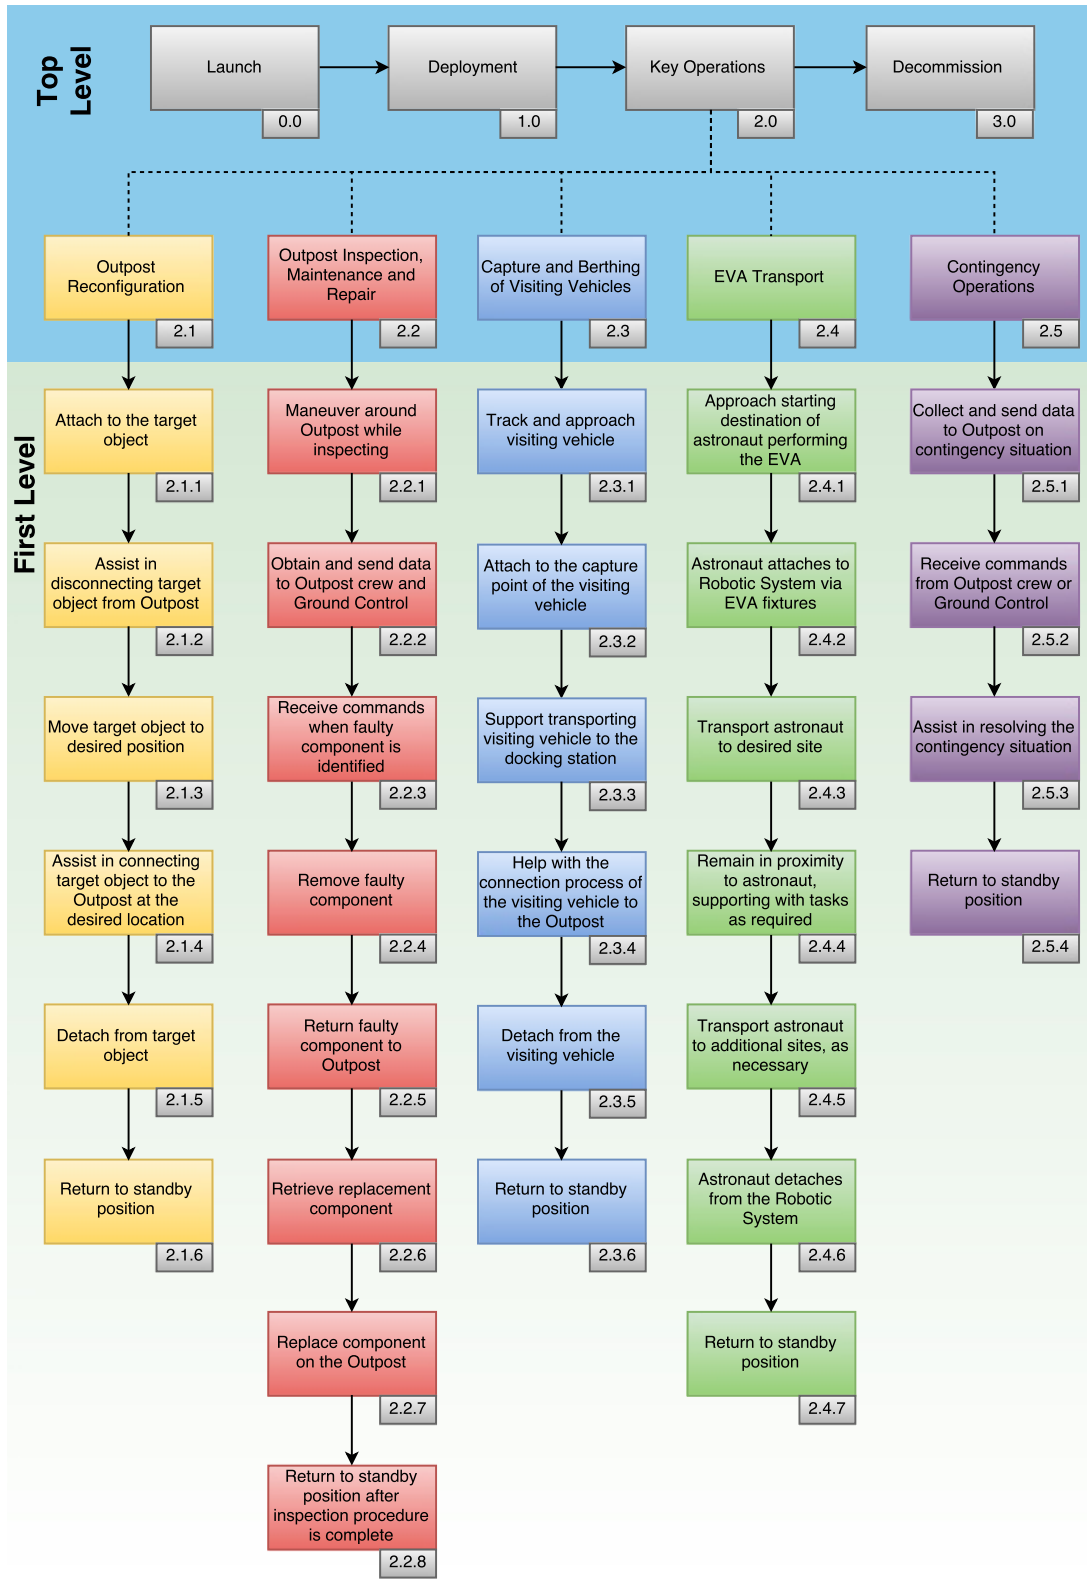 Top
Level
Launch
0.0
Deployment
1.0
Key Operations
2.0
Decommission
3.0
Outpost
Reconfiguration
2.1
Outpost Inspection,
Maintenance and
Repair
2.2
Capture and Berthing
of Visiting Vehicles
2.3
EVA Transport
2.4
Contingency
Operations
2.5
First Level
Attach to the target
object
2.1.1
Assist in
disconnecting target
object from Outpost
2.1.2
Move target object to
desired position
2.1.3
Assist in connecting
target object to the
Outpost at the
desired location
2.1.4
Detach from target
object
2.1.5
Return to standby
position
2.1.6
Maneuver around
Outpost while
inspecting
2.2.1
Obtain and send data
to Outpost crew and
Ground Control
2.2.2
Receive commands
when faulty
component is
identified
2.2.3
Remove faulty
component
2.2.4
Return faulty
component to
Outpost
2.2.5
Retrieve replacement
component
2.2.6
Replace component
on the Outpost
2.2.7
Return to standby
position after
inspection procedure
is complete
2.2.8
Track and approach
visiting vehicle
2.3.1
Attach to the capture
point of the visiting
vehicle
2.3.2
Support transporting
visiting vehicle to the
docking station
2.3.3
Help with the
connection process of
the visiting vehicle to
the Outpost
2.3.4
Detach from the
visiting vehicle
2.3.5
Return to standby
position
2.3.6
Approach starting
destination of
astronaut performing
the EVA
2.4.1
Astronaut attaches to
Robotic System via
EVA fixtures
2.4.2
Transport astronaut
to desired site
2.4.3
Remain in proximity
to astronaut,
supporting with tasks
as required
2.4.4
Transport astronaut
to additional sites, as
necessary
2.4.5
Astronaut detaches
from the Robotic
System
2.4.6
Return to standby
position
2.4.7
Collect and send data
to Outpost on
contingency situation
2.5.1
Receive commands
from Outpost crew or
Ground Control
2.5.2
Assist in resolving the
contingency situation
2.5.3
Return to standby
position
2.5.4